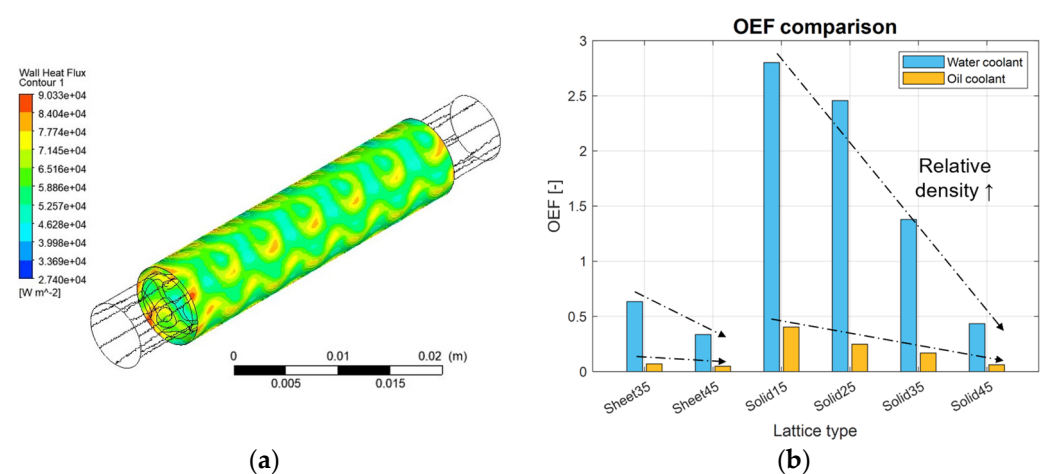 Wall Heat Flux
Contour 1
9.033e+04
8.404e+04
7.774e+04
7.145e+04
6.516e+04
5.886e+04
5.257e+04
4.628e+04
3.998e+04
3.369e+04
2.740e+04
[W m^-2]
0 0.01 0.02 (m)
0.005 0.015
(a)
OEF comparison
Water coolant
Oil coolant
Relative
density ↑
OEF [-]
3
2.5
2
1.5
1
0.5
0
Sheet35 Sheet45 Solid15 Solid25 Solid35 Solid45
Lattice type
(b)